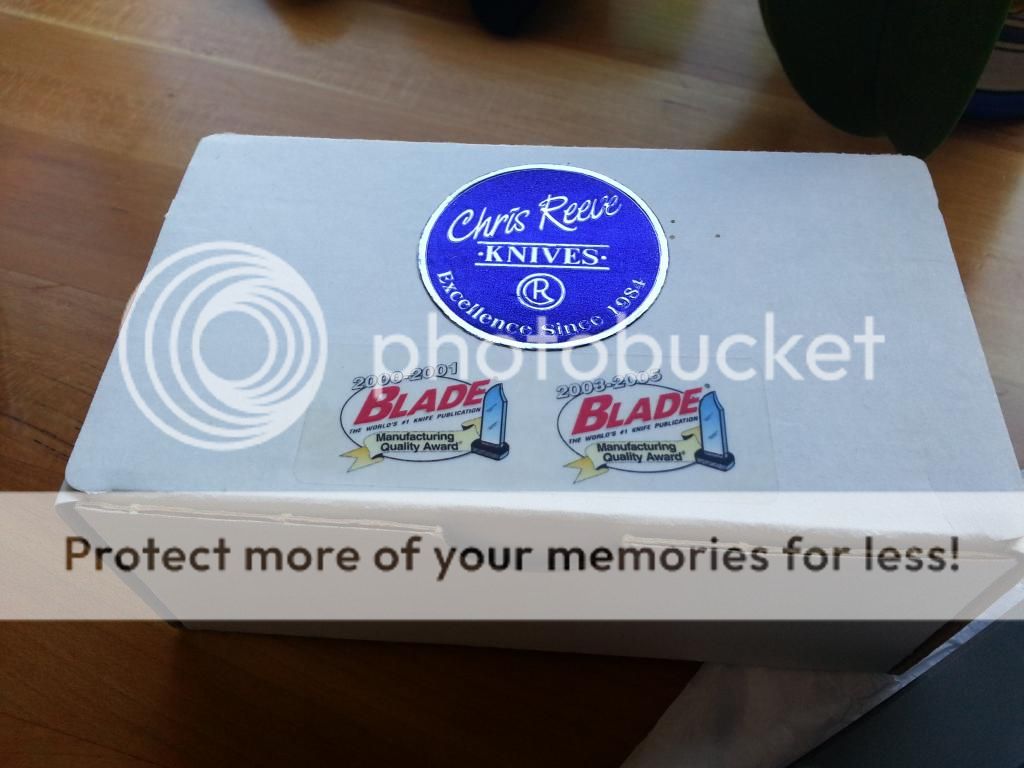 Chris Reeve
·KNIVES·
CR
Excellence Since 1984
photobucket
2000-2001
BLADE
THE WORLD'S #1 KNIFE PUBLICATION
Manufacturing
Quality Award
2003-2005
BLADE
THE WORLD'S #1 KNIFE PUBLICATION
Manufacturing
Quality Award
Protect more of your memories for less!